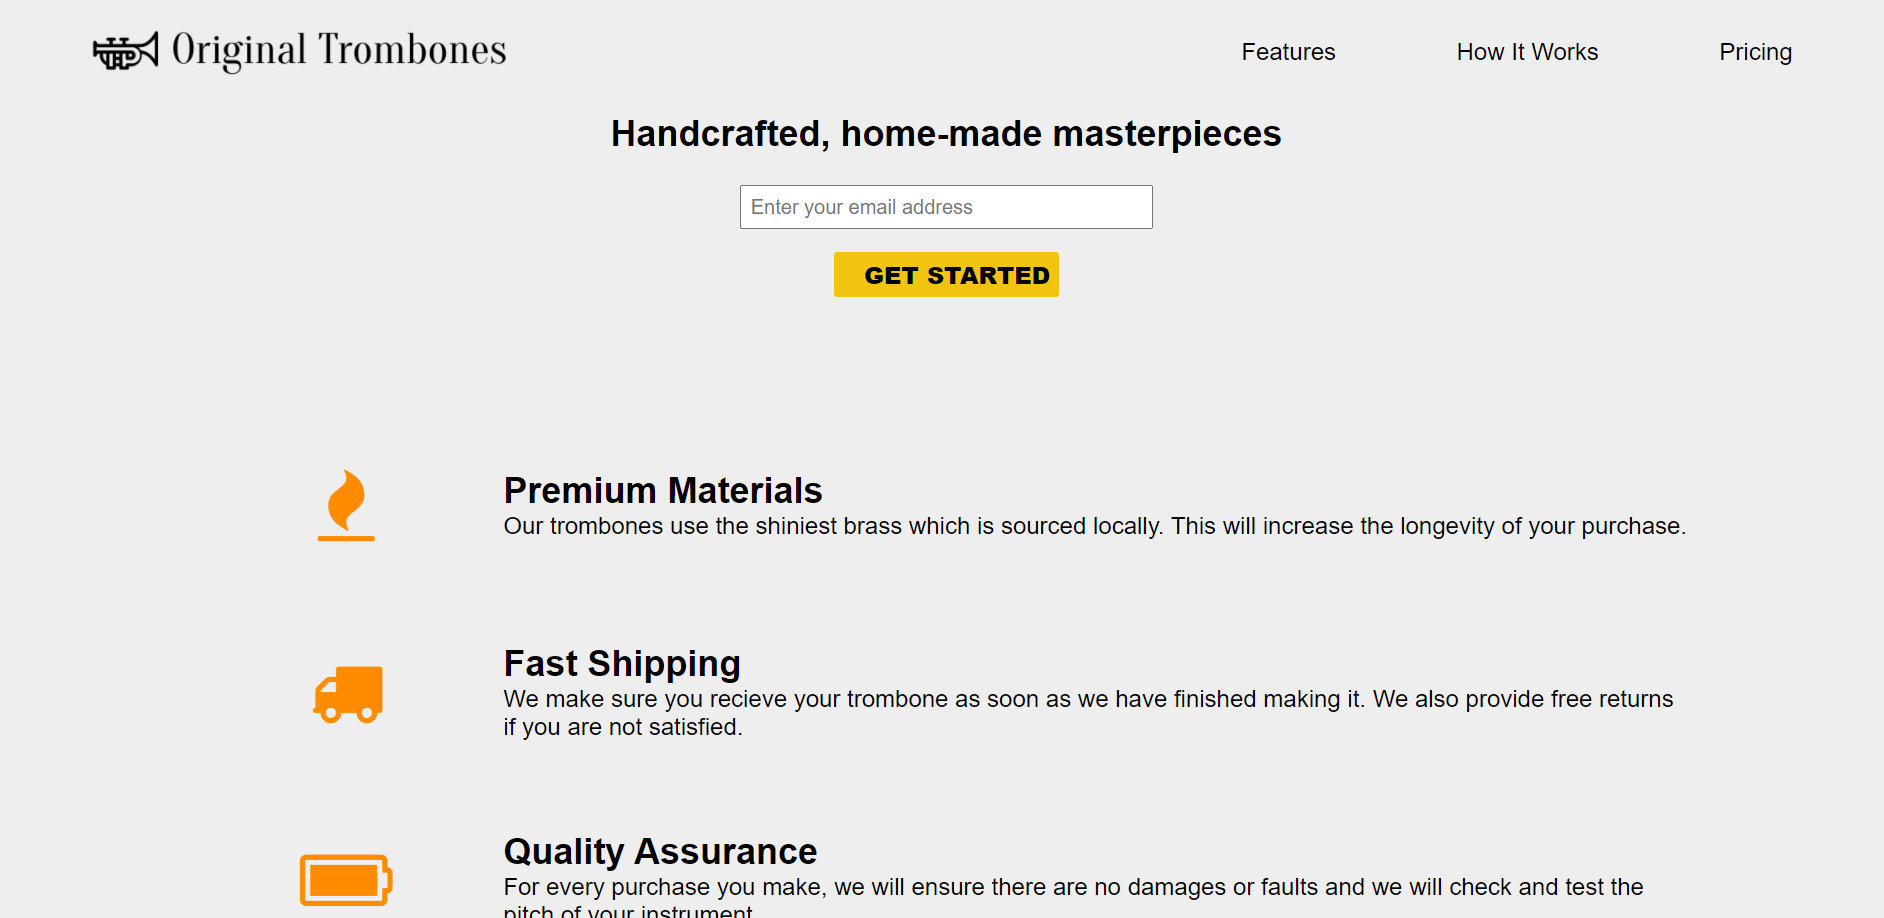 Original Trombones
Features
How It Works
Pricing
Handcrafted, home-made masterpieces
Enter your email address
GET STARTED
Premium Materials
Our trombones use the shiniest brass which is sourced locally. This will increase the longevity of your purchase.
Fast Shipping
We make sure you recieve your trombone as soon as we have finished making it. We also provide free returns
if you are not satisfied.
Quality Assurance
For every purchase you make, we will ensure there are no damages or faults and we will check and test the
pitch of your instrument.